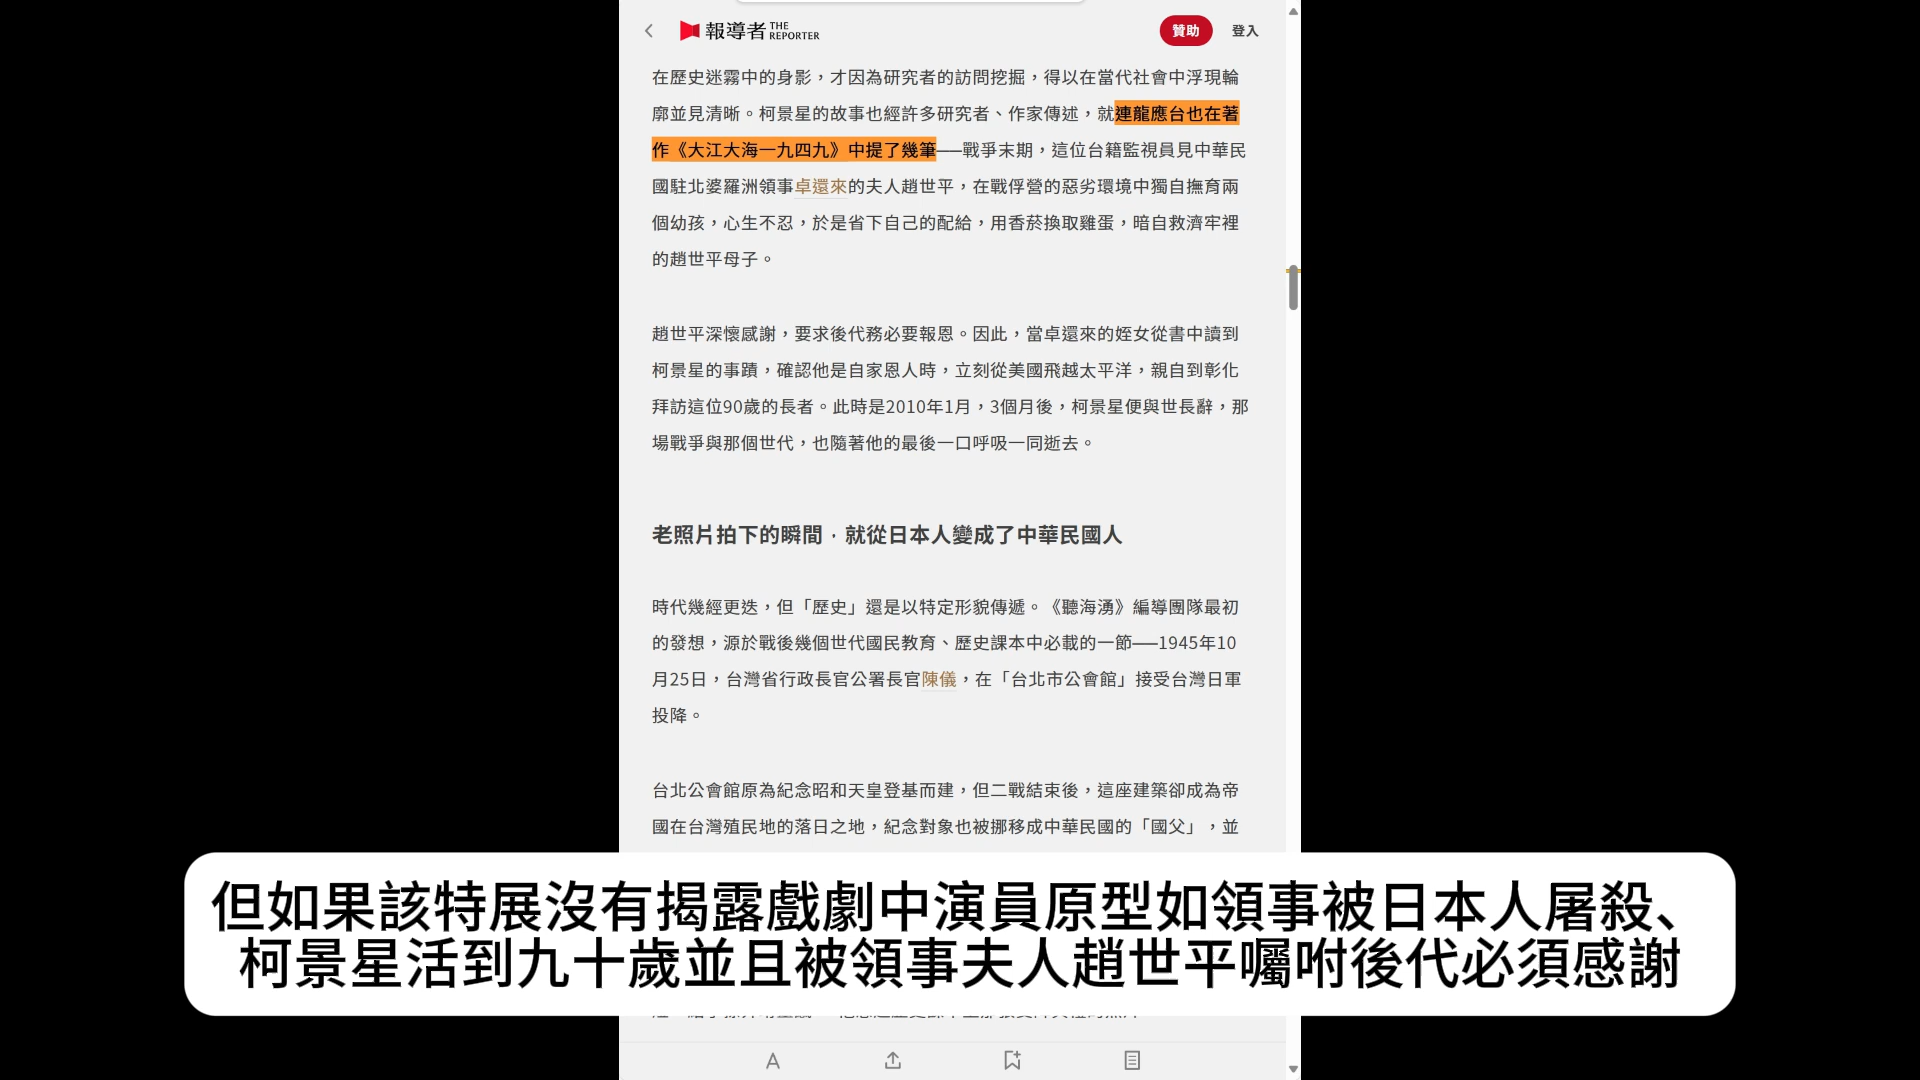 報導者 THE REPORTER
贊助
登入
在歷史迷霧中的身影，才因為研究者的訪問挖掘，得以在當代社會中浮現輪
廓並見清晰。柯景星的故事也經許多研究者、作家傳述，就連龍應台也在著
作《大江大海一九四九》中提了幾筆──戰爭末期，這位台籍監視員見中華民
國駐北婆羅洲領事卓還來的夫人趙世平，在戰俘營的惡劣環境中獨自撫育兩
個幼孩，心生不忍，於是省下自己的配給，用香菸換取雞蛋，暗自救濟牢裡
的趙世平母子。
趙世平深懷感謝，要求後代務必要報恩。因此，當卓還來的姪女從書中讀到
柯景星的事蹟，確認他是自家恩人時，立刻從美國飛越太平洋，親自到彰化
拜訪這位90歲的長者。此時是2010年1月，3個月後，柯景星便與世長辭，那
場戰爭與那個世代，也隨著他的最後一口呼吸一同逝去。
老照片拍下的瞬間，就從日本人變成了中華民國人
時代幾經更迭，但「歷史」還是以特定形貌傳遞。《聽海湧》編導團隊最初
的發想，源於戰後幾個世代國民教育、歷史課本中必載的一節──1945年10
月25日，台灣省行政長官公署長官陳儀，在「台北市公會館」接受台灣日軍
投降。
台北公會館原為紀念昭和天皇登基而建，但二戰結束後，這座建築卻成為帝
國在台灣殖民地的落日之地，紀念對象也被挪移成中華民國的「國父」，並
但如果該特展沒有揭露戲劇中演員原型如領事被日本人屠殺、
柯景星活到九十歲並且被領事夫人趙世平囑咐後代必須感謝
A